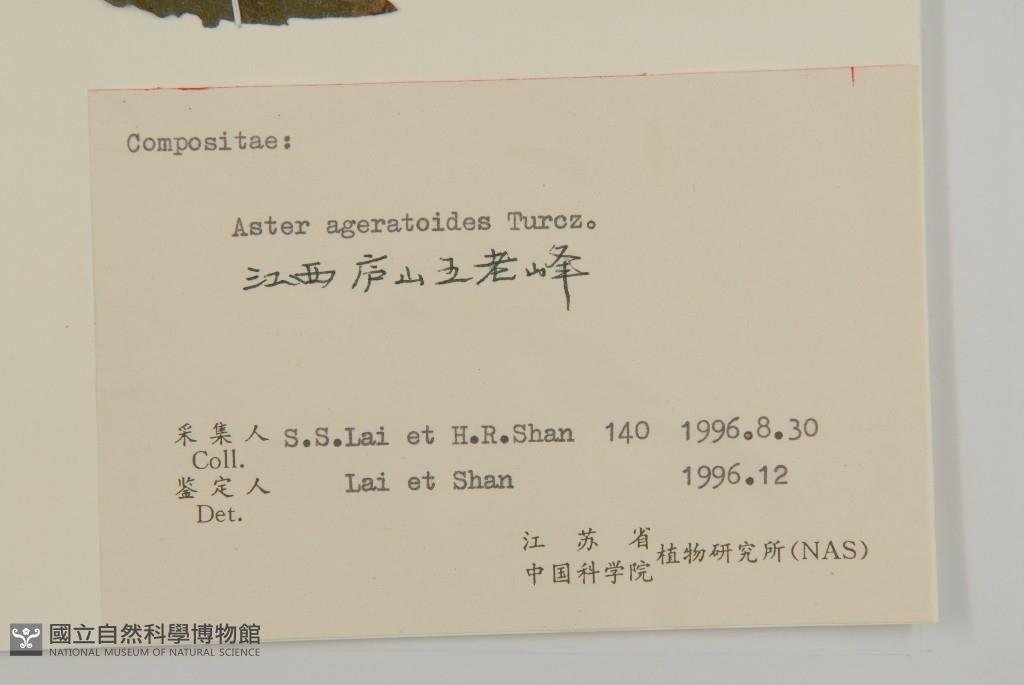 Compositae:
Aster ageratoides Turcz.
江西庐山五老峰
采集人 S.S.Lai et H.R.Shan 140 1996.8.30
Coll.
鉴定人 Lai et Shan 1996.12
Det.
江苏省
中国科学院 植物研究所(NAS)
國立自然科學博物館
NATIONAL MUSEUM OF NATURAL SCIENCE